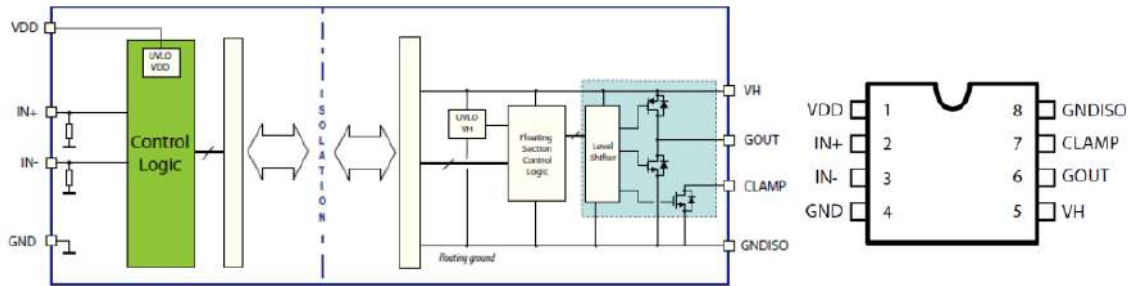 VDD
UVLO
VDD
IN+
IN-
Control
Logic
GND
ISOLATION
UVLO
VH
Floating
Section
Control
Logic
Level
Shifter
VH
GOUT
CLAMP
GNDISO
Floating ground
VDD 1 8 GNDISO
IN+ 2 7 CLAMP
IN- 3 6 GOUT
GND 4 5 VH